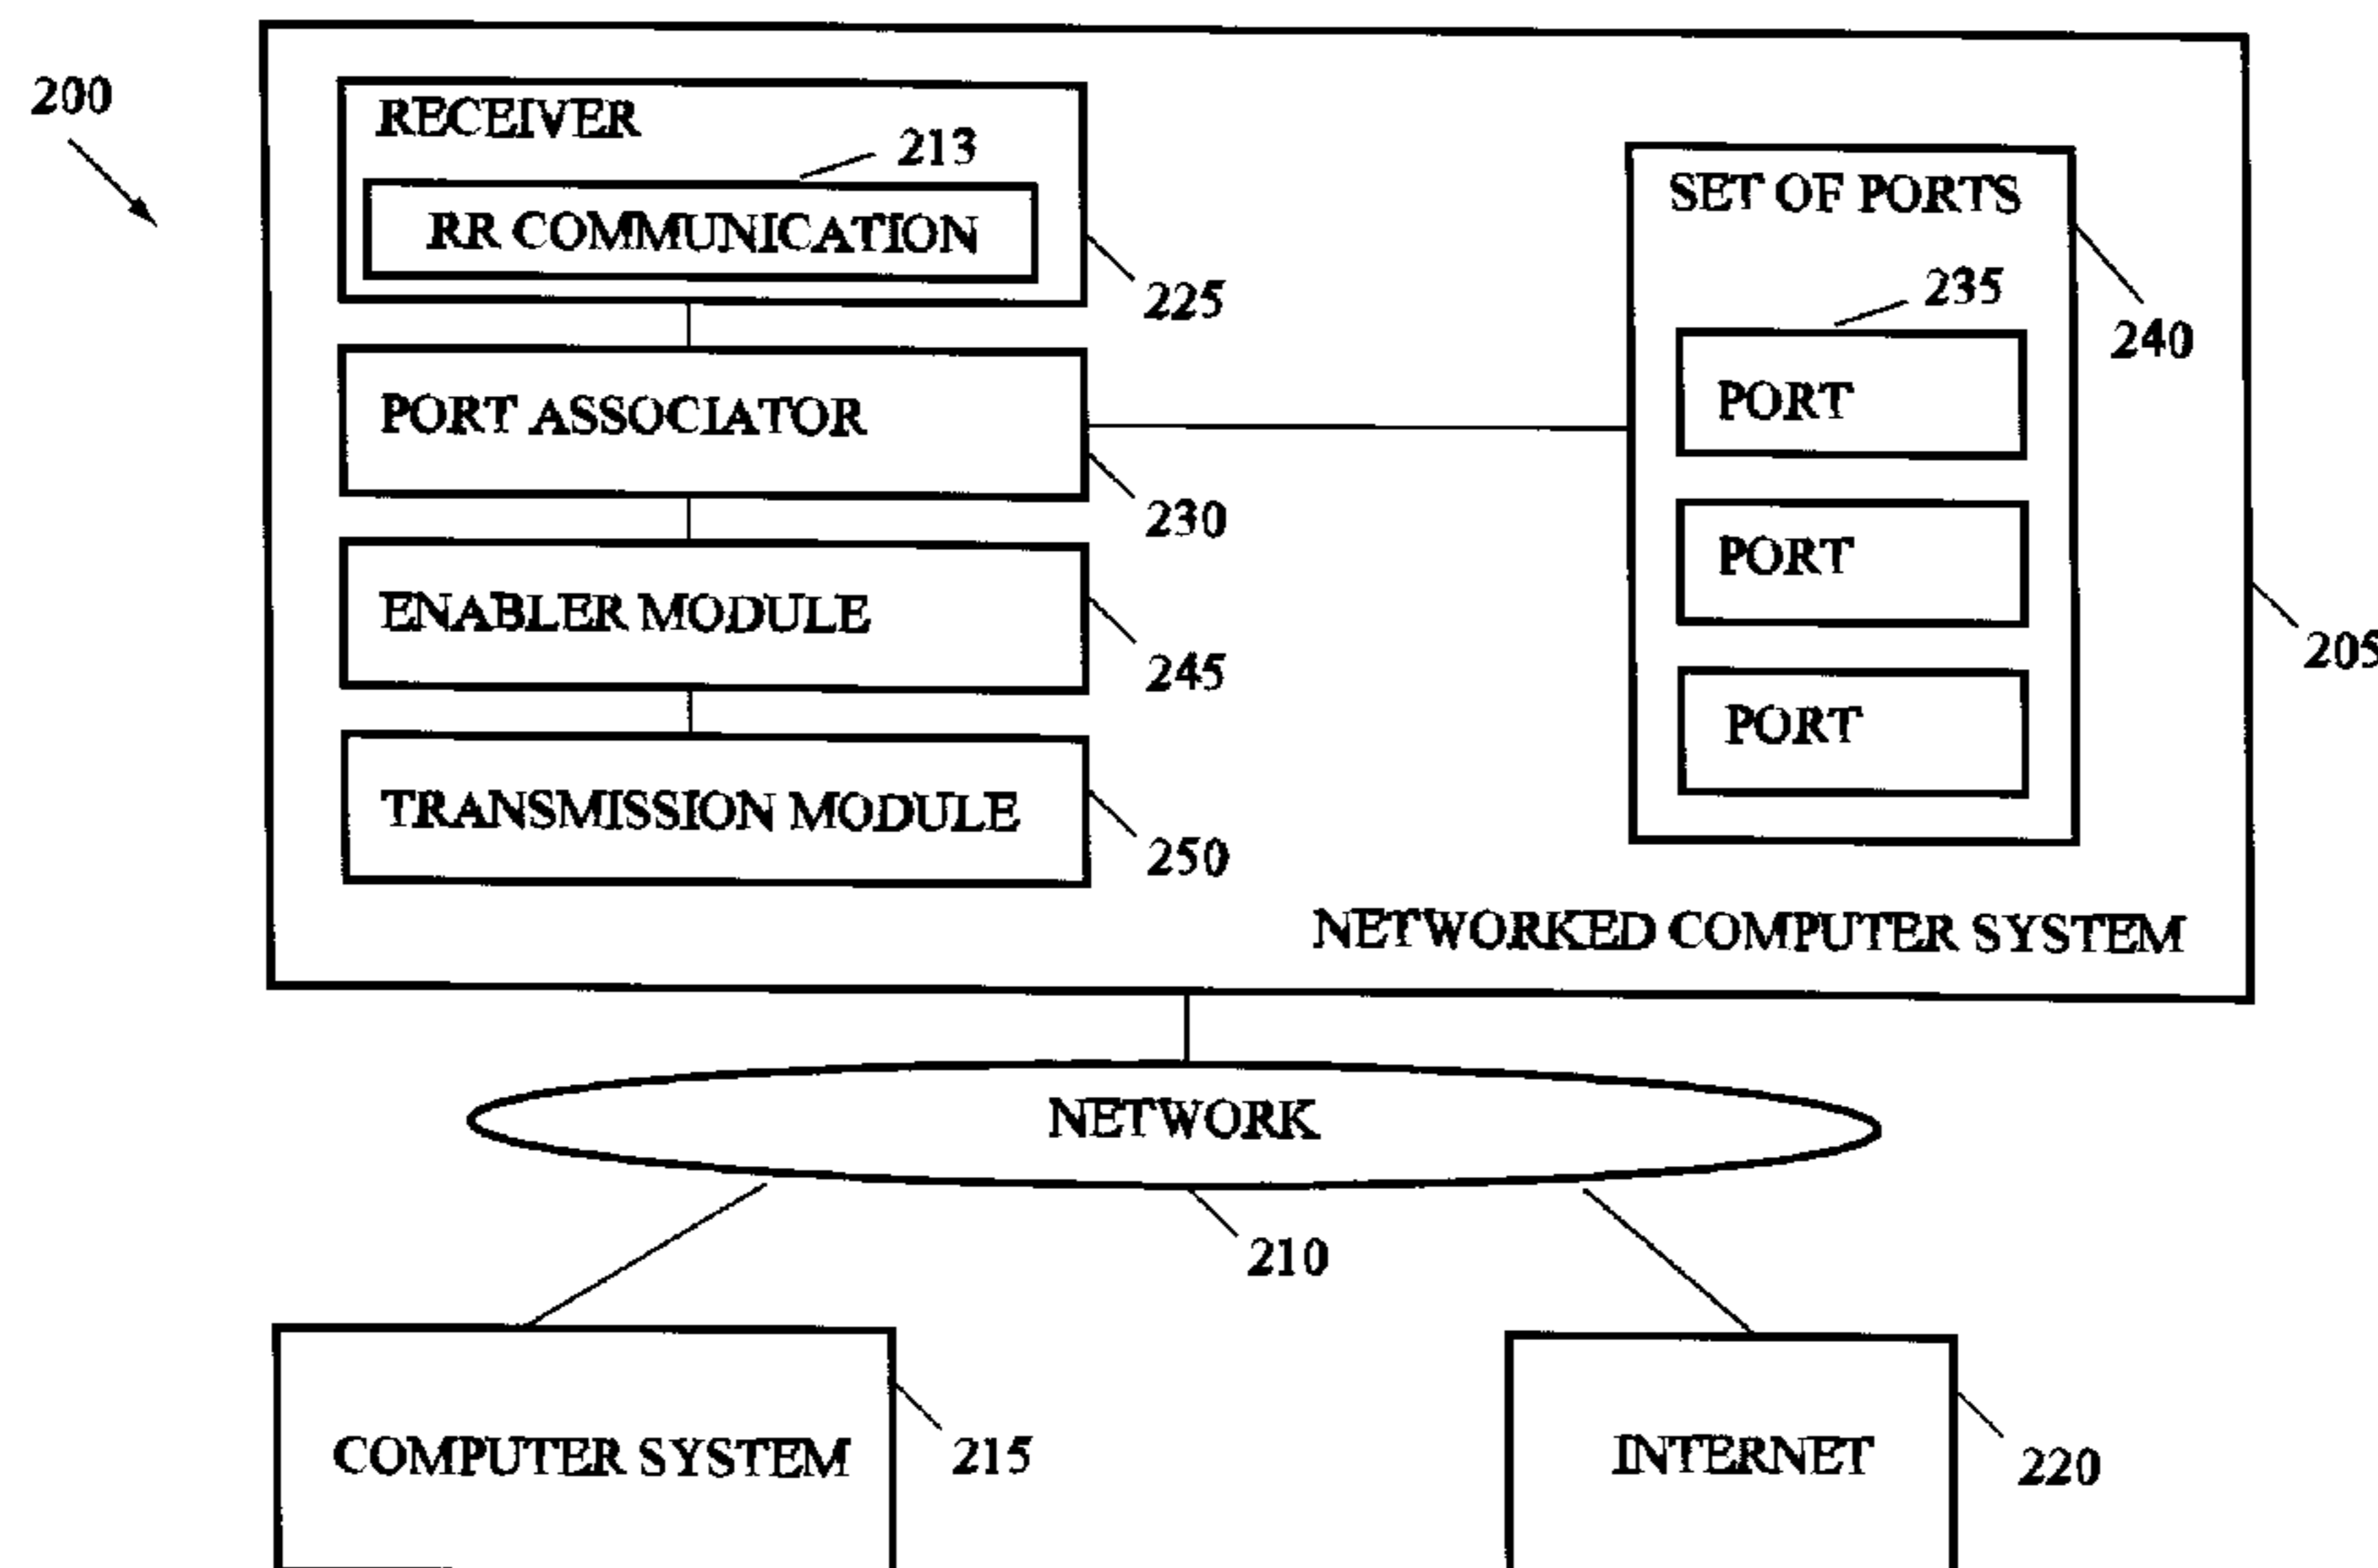 200
RECEIVER
213
RR COMMUNICATION
225
SET OF PORTS
235
240
PORT
PORT ASSOCIATOR
230
PORT
ENABLER MODULE
245
205
PORT
TRANSMISSION MODULE
250
NETWORKED COMPUTER SYSTEM
NETWORK
210
COMPUTER SYSTEM
215
INTERNET
220